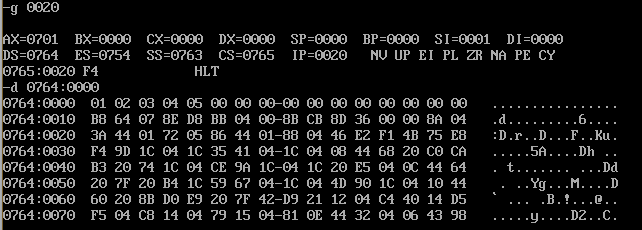 -g 0020
AX=0701  BX=0000  CX=0000  DX=0000  SP=0000  BP=0000  SI=0001  DI=0000
DS=0764  ES=0754  SS=0763  CS=0765  IP=0020   NV UP EI PL ZR NA PE CY
0765:0020 F4            HLT
-d 0764:0000
0764:0000  01 02 03 04 05 00 00 00-00 00 00 00 00 00 00 00   ................
0764:0010  B8 64 07 8E D8 BB 04 00-8B CB 8D 36 00 00 8A 04   .d.........6....
0764:0020  3A 44 01 72 05 86 44 01-88 04 46 E2 F1 4B 75 E8   :D.r..D...F..Ku.
0764:0030  F4 9D 1C 04 1C 35 41 04-1C 04 08 44 68 20 C0 CA   .....5A....Dh ..
0764:0040  B3 20 74 1C 04 CE 9A 1C-04 1C 20 E5 04 0C 44 64   . t....... ...Dd
0764:0050  20 7F 20 B4 1C 59 67 04-1C 04 4D 90 1C 04 10 44    . ..Yg...M....D
0764:0060  60 20 8B D0 E9 20 7F 42-D9 21 12 04 C4 40 14 D5   ` ... .B.!...@..
0764:0070  F5 04 C8 14 04 79 15 04-81 0E 44 32 04 06 43 98   .....y....D2..C.